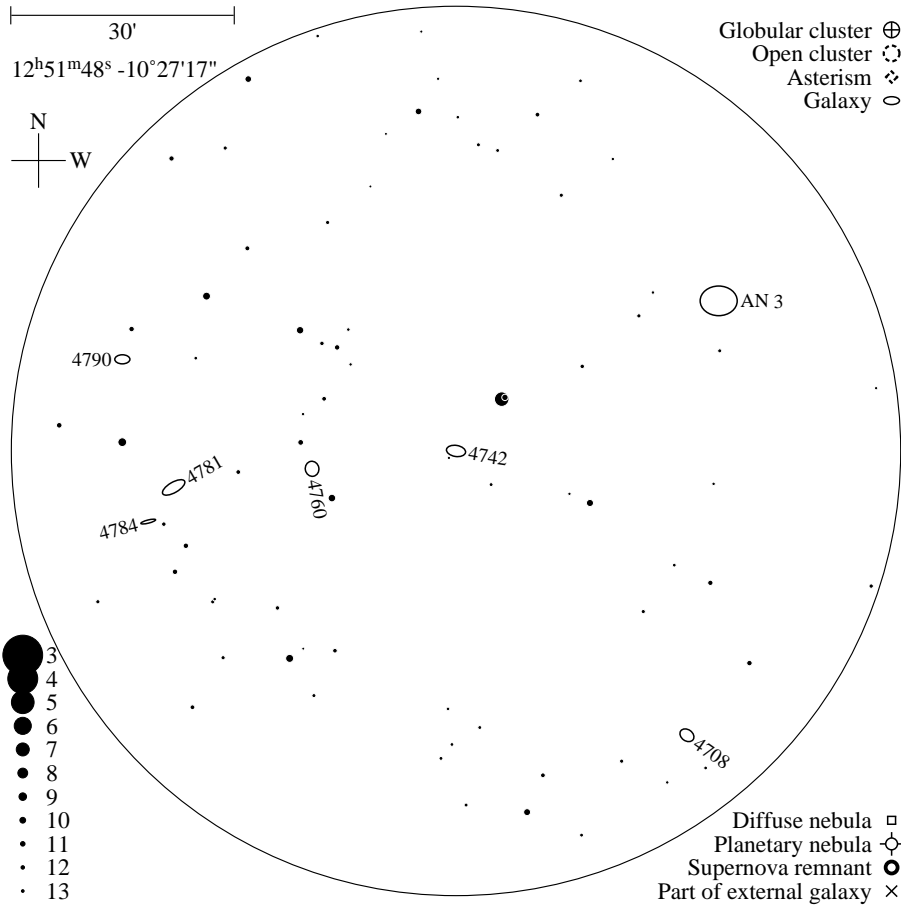 30'
12h51m48s -10°27'17"
N
W
Globular cluster
Open cluster
Asterism
Galaxy
AN 3
4790
4742
4781
4760
4784
4708
3
4
5
6
7
8
9
10
11
12
13
Diffuse nebula
Planetary nebula
Supernova remnant
Part of external galaxy